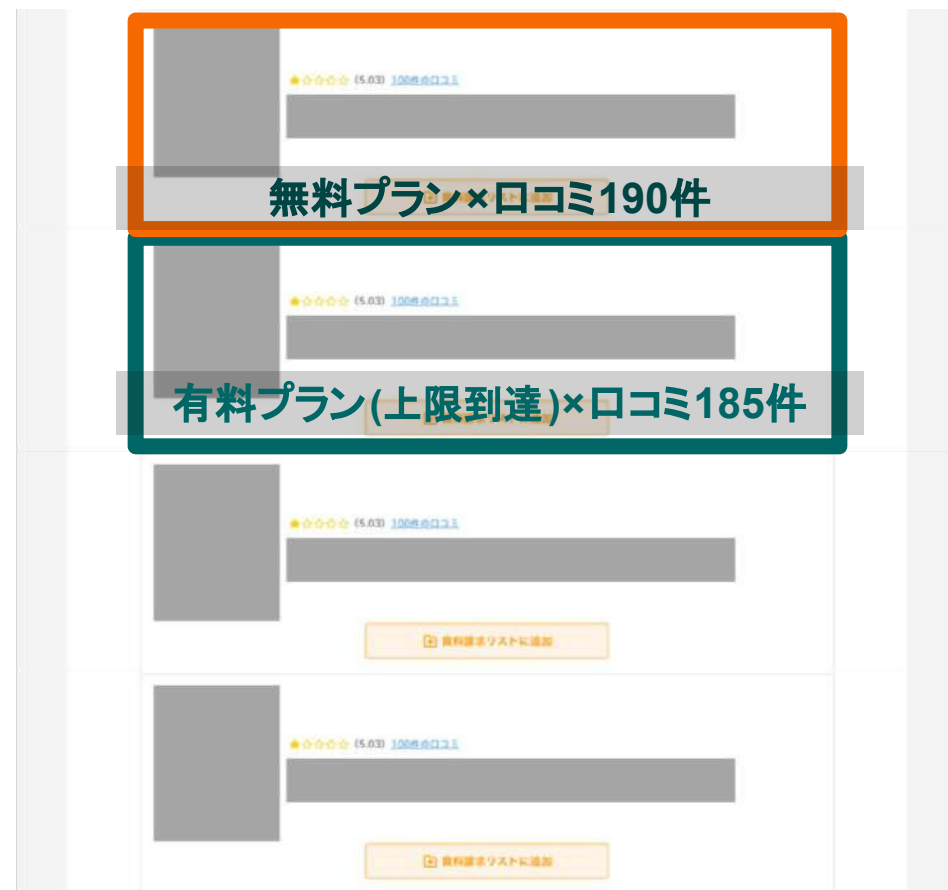 (5.03) 100件の口コミ
無料プラン×口コミ190件
(5.03) 100件の口コミ
有料プラン(上限到達)×口コミ185件
(5.03) 100件の口コミ
資料請求リストに追加
(5.03) 100件の口コミ
資料請求リストに追加